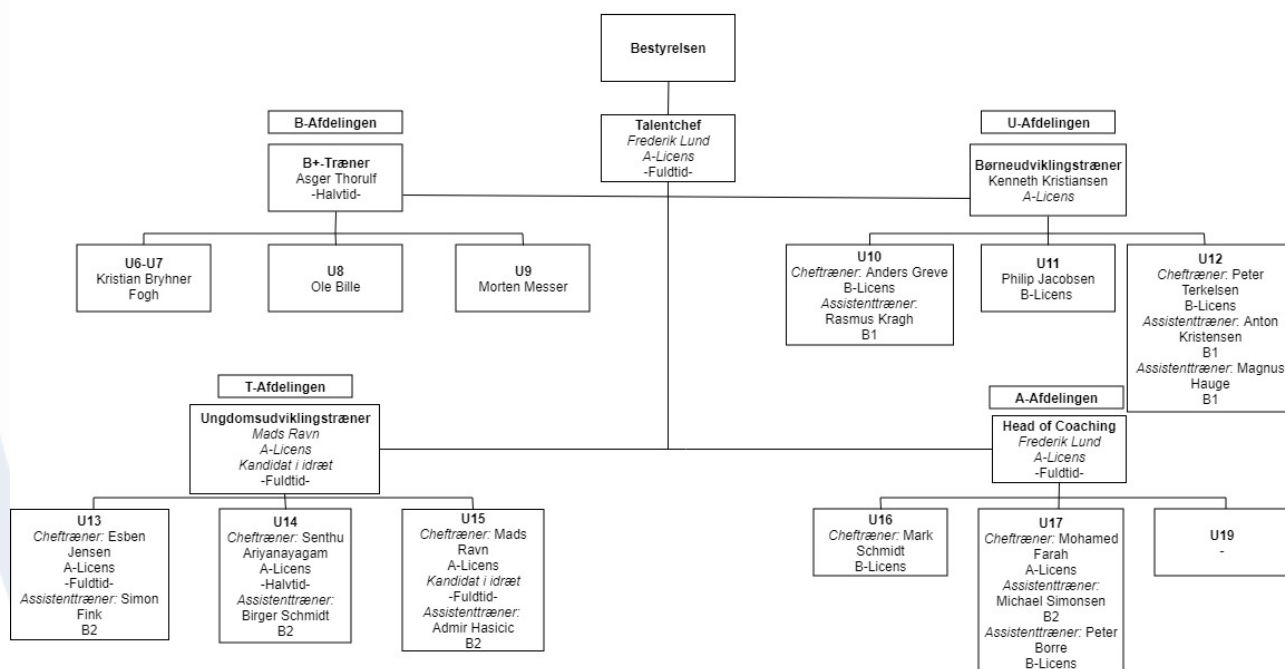 Bestyrelsen
B-Afdelingen
U-Afdelingen
Talentchef
Frederik Lund
A-Licens
-Fuldtid-
B+-Træner
Asger Thorulf
-Halvtid-
Børneudviklingstræner
Kenneth Kristiansen
A-Licens
U6-U7
Kristian Bryhner
Fogh
U8
Ole Bille
U9
Morten Messer
U10
Cheftræner: Anders Greve
B-Licens
Assistenttræner:
Rasmus Kragh
B1
U11
Philip Jacobsen
B-Licens
U12
Cheftræner: Peter
Terkelsen
B-Licens
Assistenttræner: Anton
Kristensen
B1
Assistenttræner: Magnus
Hauge
B1
T-Afdelingen
A-Afdelingen
Ungdomsudviklingstræner
Mads Ravn
A-Licens
Kandidat i idræt
-Fuldtid-
Head of Coaching
Frederik Lund
A-Licens
-Fuldtid-
U13
Cheftræner: Esben
Jensen
A-Licens
-Fuldtid-
Assistenttræner: Simon
Fink
B2
U14
Cheftræner: Senthu
Ariyanayagam
A-Licens
-Halvtid-
Assistenttræner:
Birger Schmidt
B2
U15
Cheftræner: Mads
Ravn
A-Licens
Kandidat i idræt
-Fuldtid-
Assistenttræner:
Admir Hasicic
B2
U16
Cheftræner: Mark
Schmidt
B-Licens
U17
Cheftræner: Mohamed
Farah
A-Licens
Assistenttræner:
Michael Simonsen
B2
Assistenttræner: Peter
Borre
B-Licens
U19
-